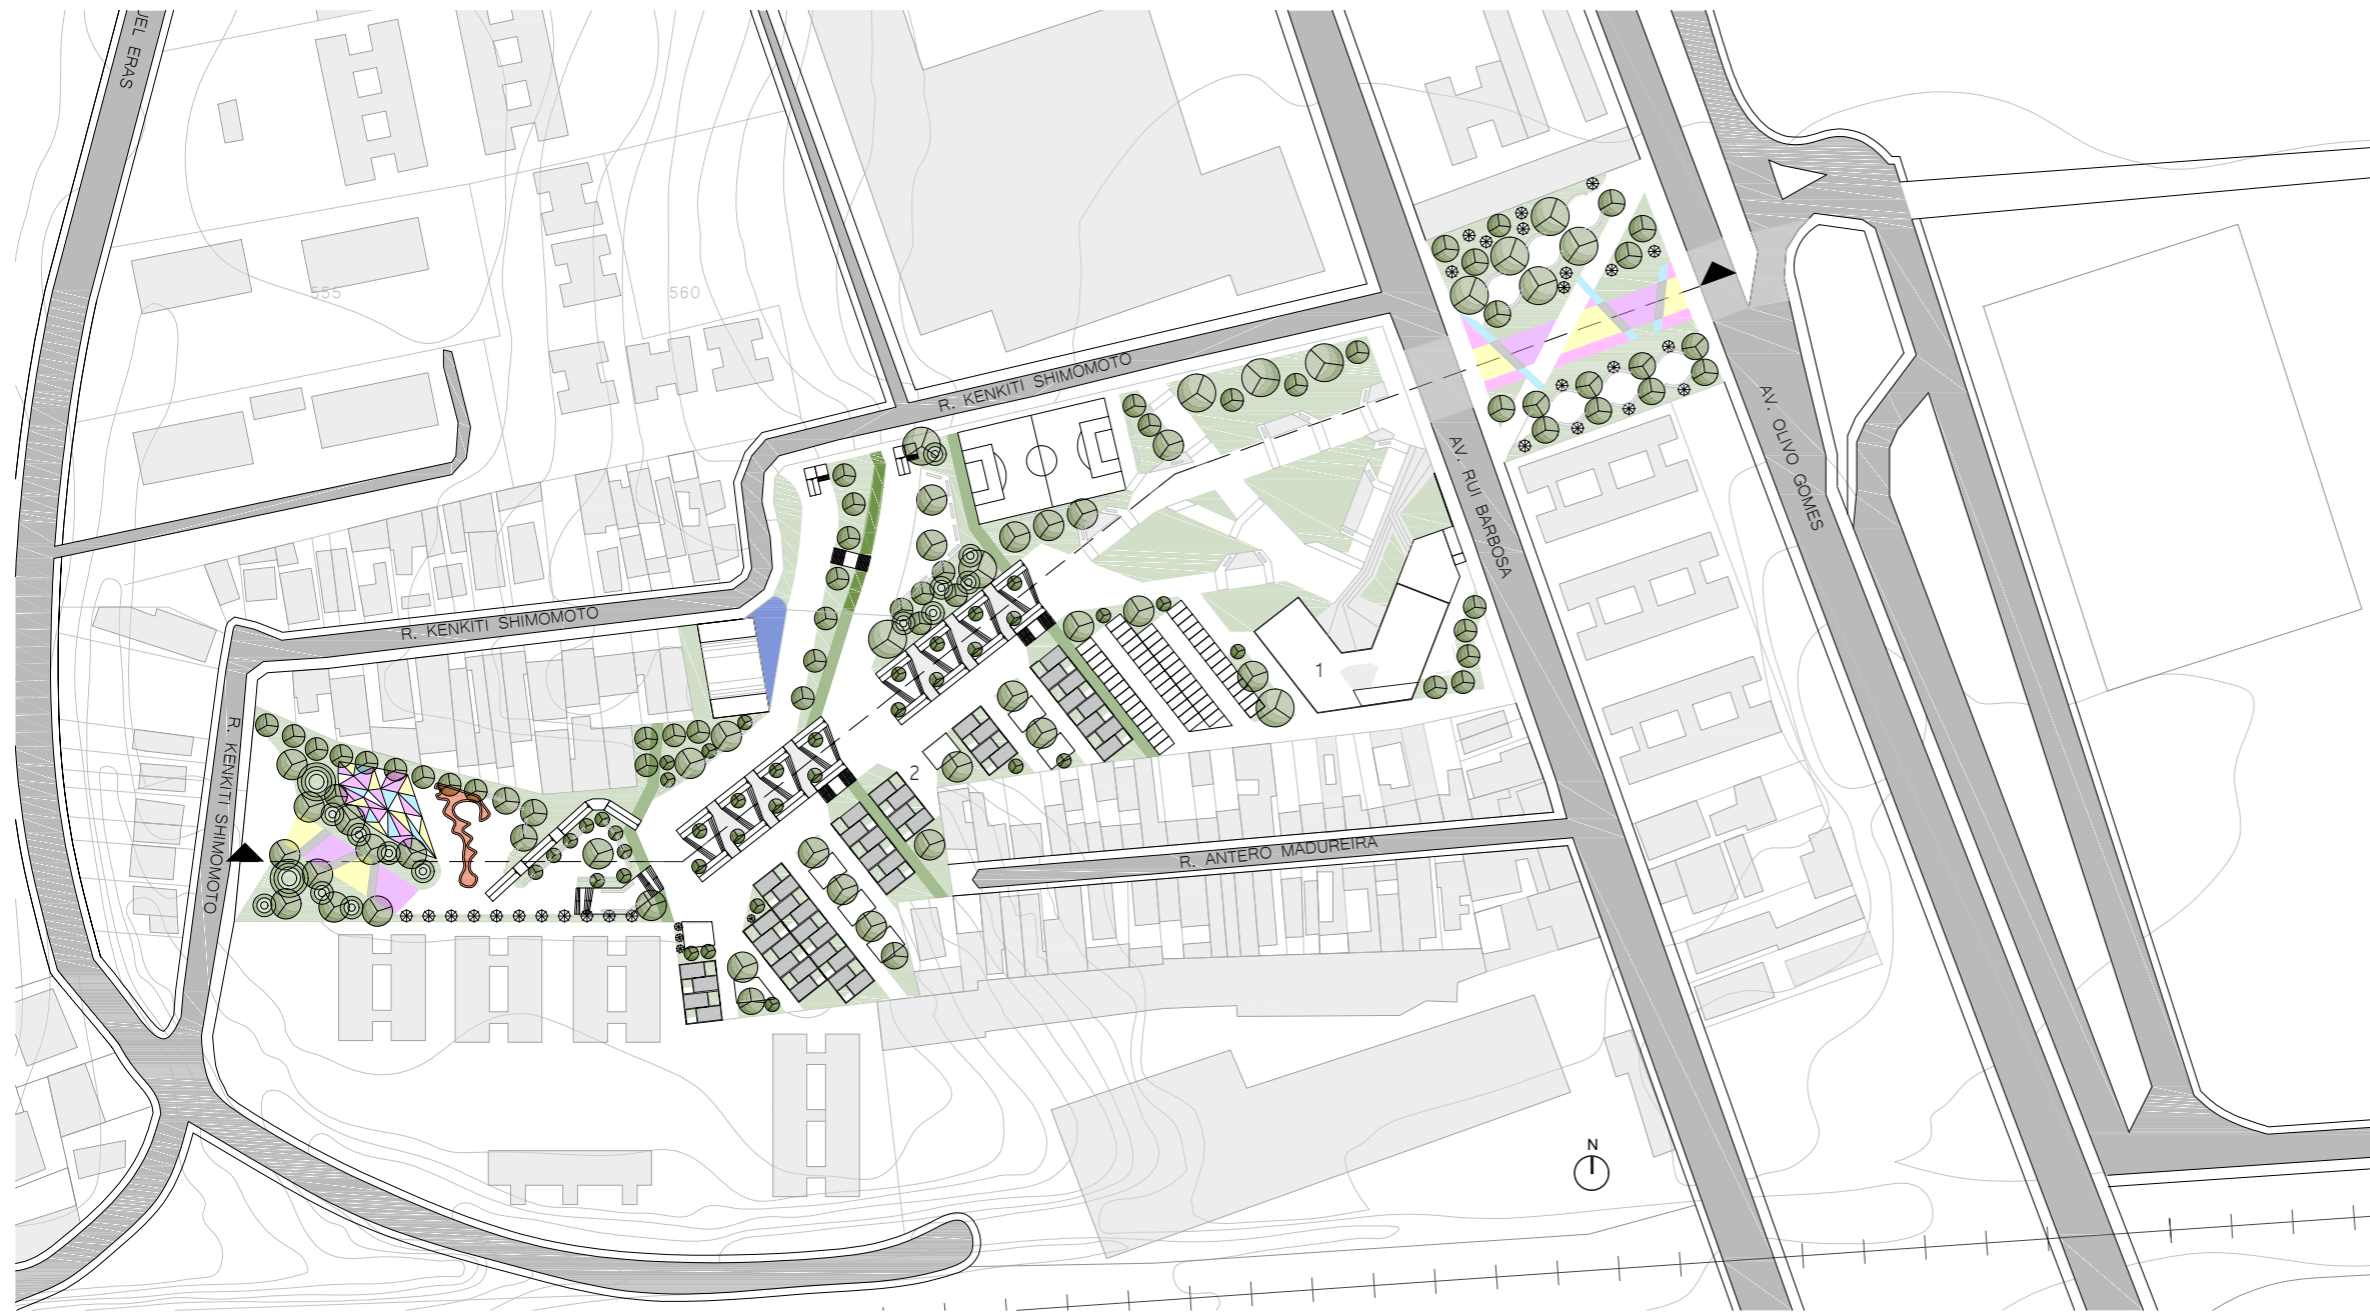 UEL ERAS
555
560
R. KENKITI SHIMOMOTO
AV. OLIVO GOMES
AV. RUI BARBOSA
R. KENKITI SHIMOMOTO
1
R. KENKITI SHIMOMOTO
2
R. ANTERO MADUREIRA
N